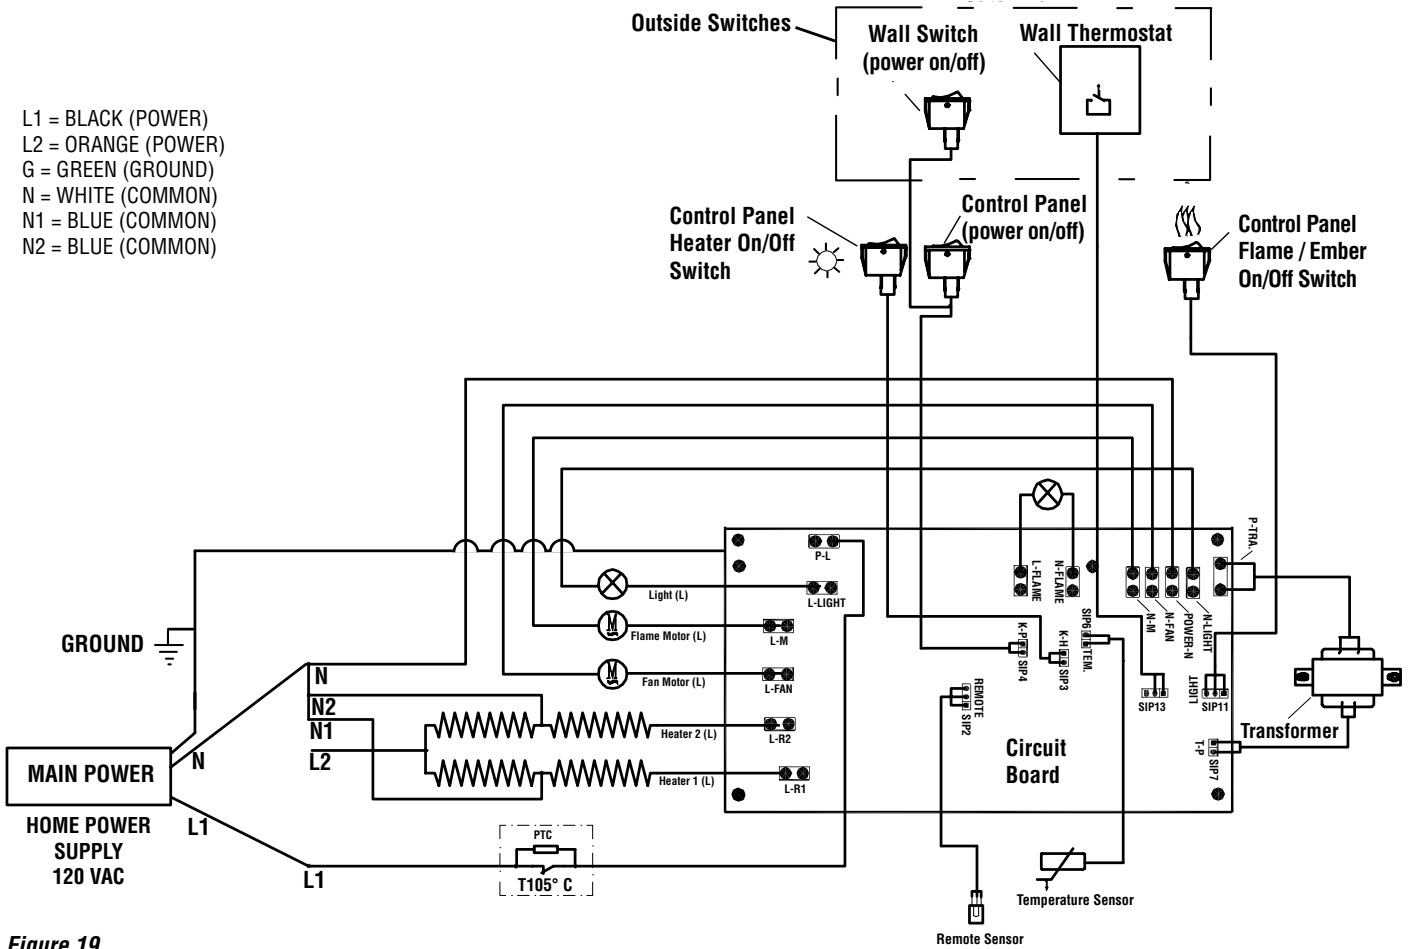 Outside Switches
Wall Switch
(power on/off)
Wall Thermostat
L1 = BLACK (POWER)
L2 = ORANGE (POWER)
G = GREEN (GROUND)
N = WHITE (COMMON)
N1 = BLUE (COMMON)
N2 = BLUE (COMMON)
Control Panel
Heater On/Off
Switch
Control Panel
(power on/off)
Control Panel
Flame / Ember
On/Off Switch
P-L
L-LIGHT
L-M
L-FAN
L-R2
L-R1
Light (L)
Flame Motor (L)
M
Fan Motor (L)
M
Heater 2 (L)
Heater 1 (L)
L-FLAME
N-FLAME
P-TRA.
N-M
N-FAN
POWER-N
N-LIGHT
K-P
SIP4
K-H
SIP3
SIP6
TEM.
REMOTE
SIP2
SIP13
LIGHT
SIP11
T-P
SIP7
Transformer
Circuit
Board
GROUND
N
N2
N1
L2
N
MAIN POWER
L1
HOME POWER
SUPPLY
120 VAC
L1
PTC
T105° C
Temperature Sensor
Remote Sensor
Figure 19